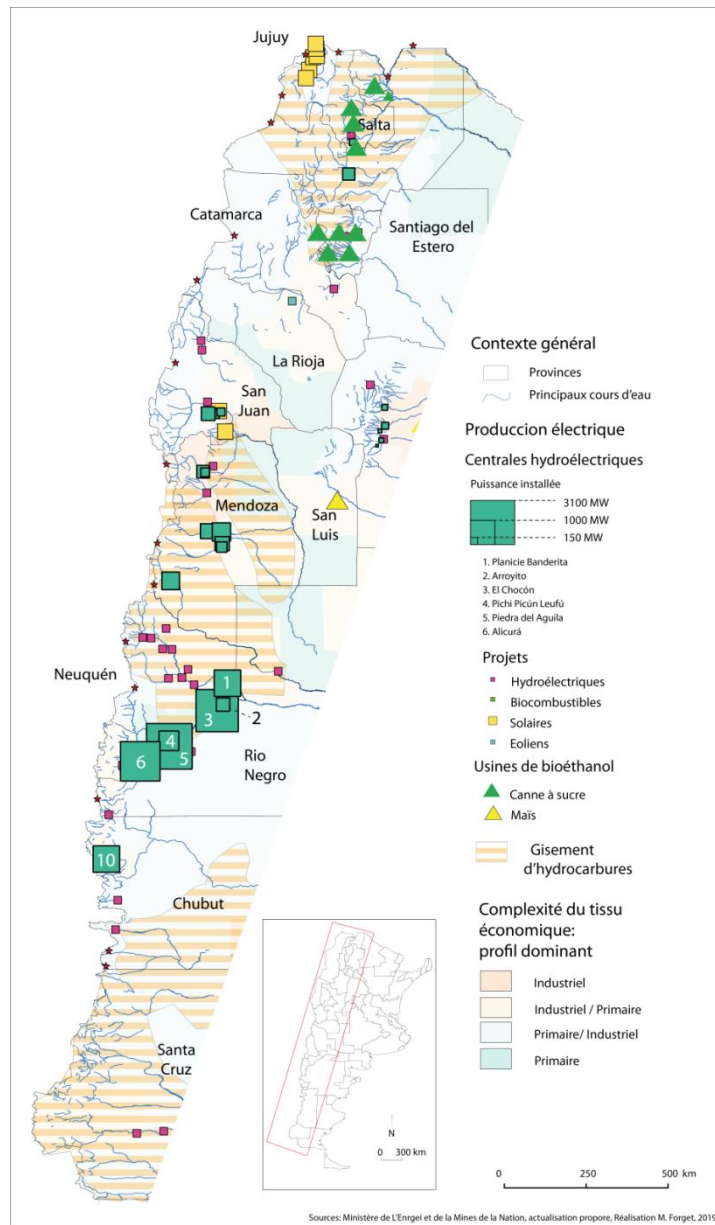 Jujuy
Salta
Catamarca
Santiago del
Estero
La Rioja
San
Juan
Mendoza
San
Luis
Neuquén
1
2
3
4
5
6
Rio
Negro
10
Chubut
Santa
Cruz
Contexte général
Provinces
Principaux cours d'eau
Produccion électrique
Centrales hydroélectriques
Puissance installée
3100 MW
1000 MW
150 MW
1. Planicie Banderita
2. Arroyito
3. El Chocón
4. Pichi Picún Leufú
5. Piedra del Aguila
6. Alicurá
Projets
Hydroélectriques
Biocombustibles
Solaires
Eoliens
Usines de bioéthanol
Canne à sucre
Maïs
Gisement
d'hydrocarbures
Complexité du tissu
économique:
profil dominant
Industriel
Industriel / Primaire
Primaire/ Industriel
Primaire
N
0 300 km
0 250 500 km
Sources: Ministère de L'Enrgei et de la Mines de la Nation, actualisation propore, Réalisation M. Forget, 2019